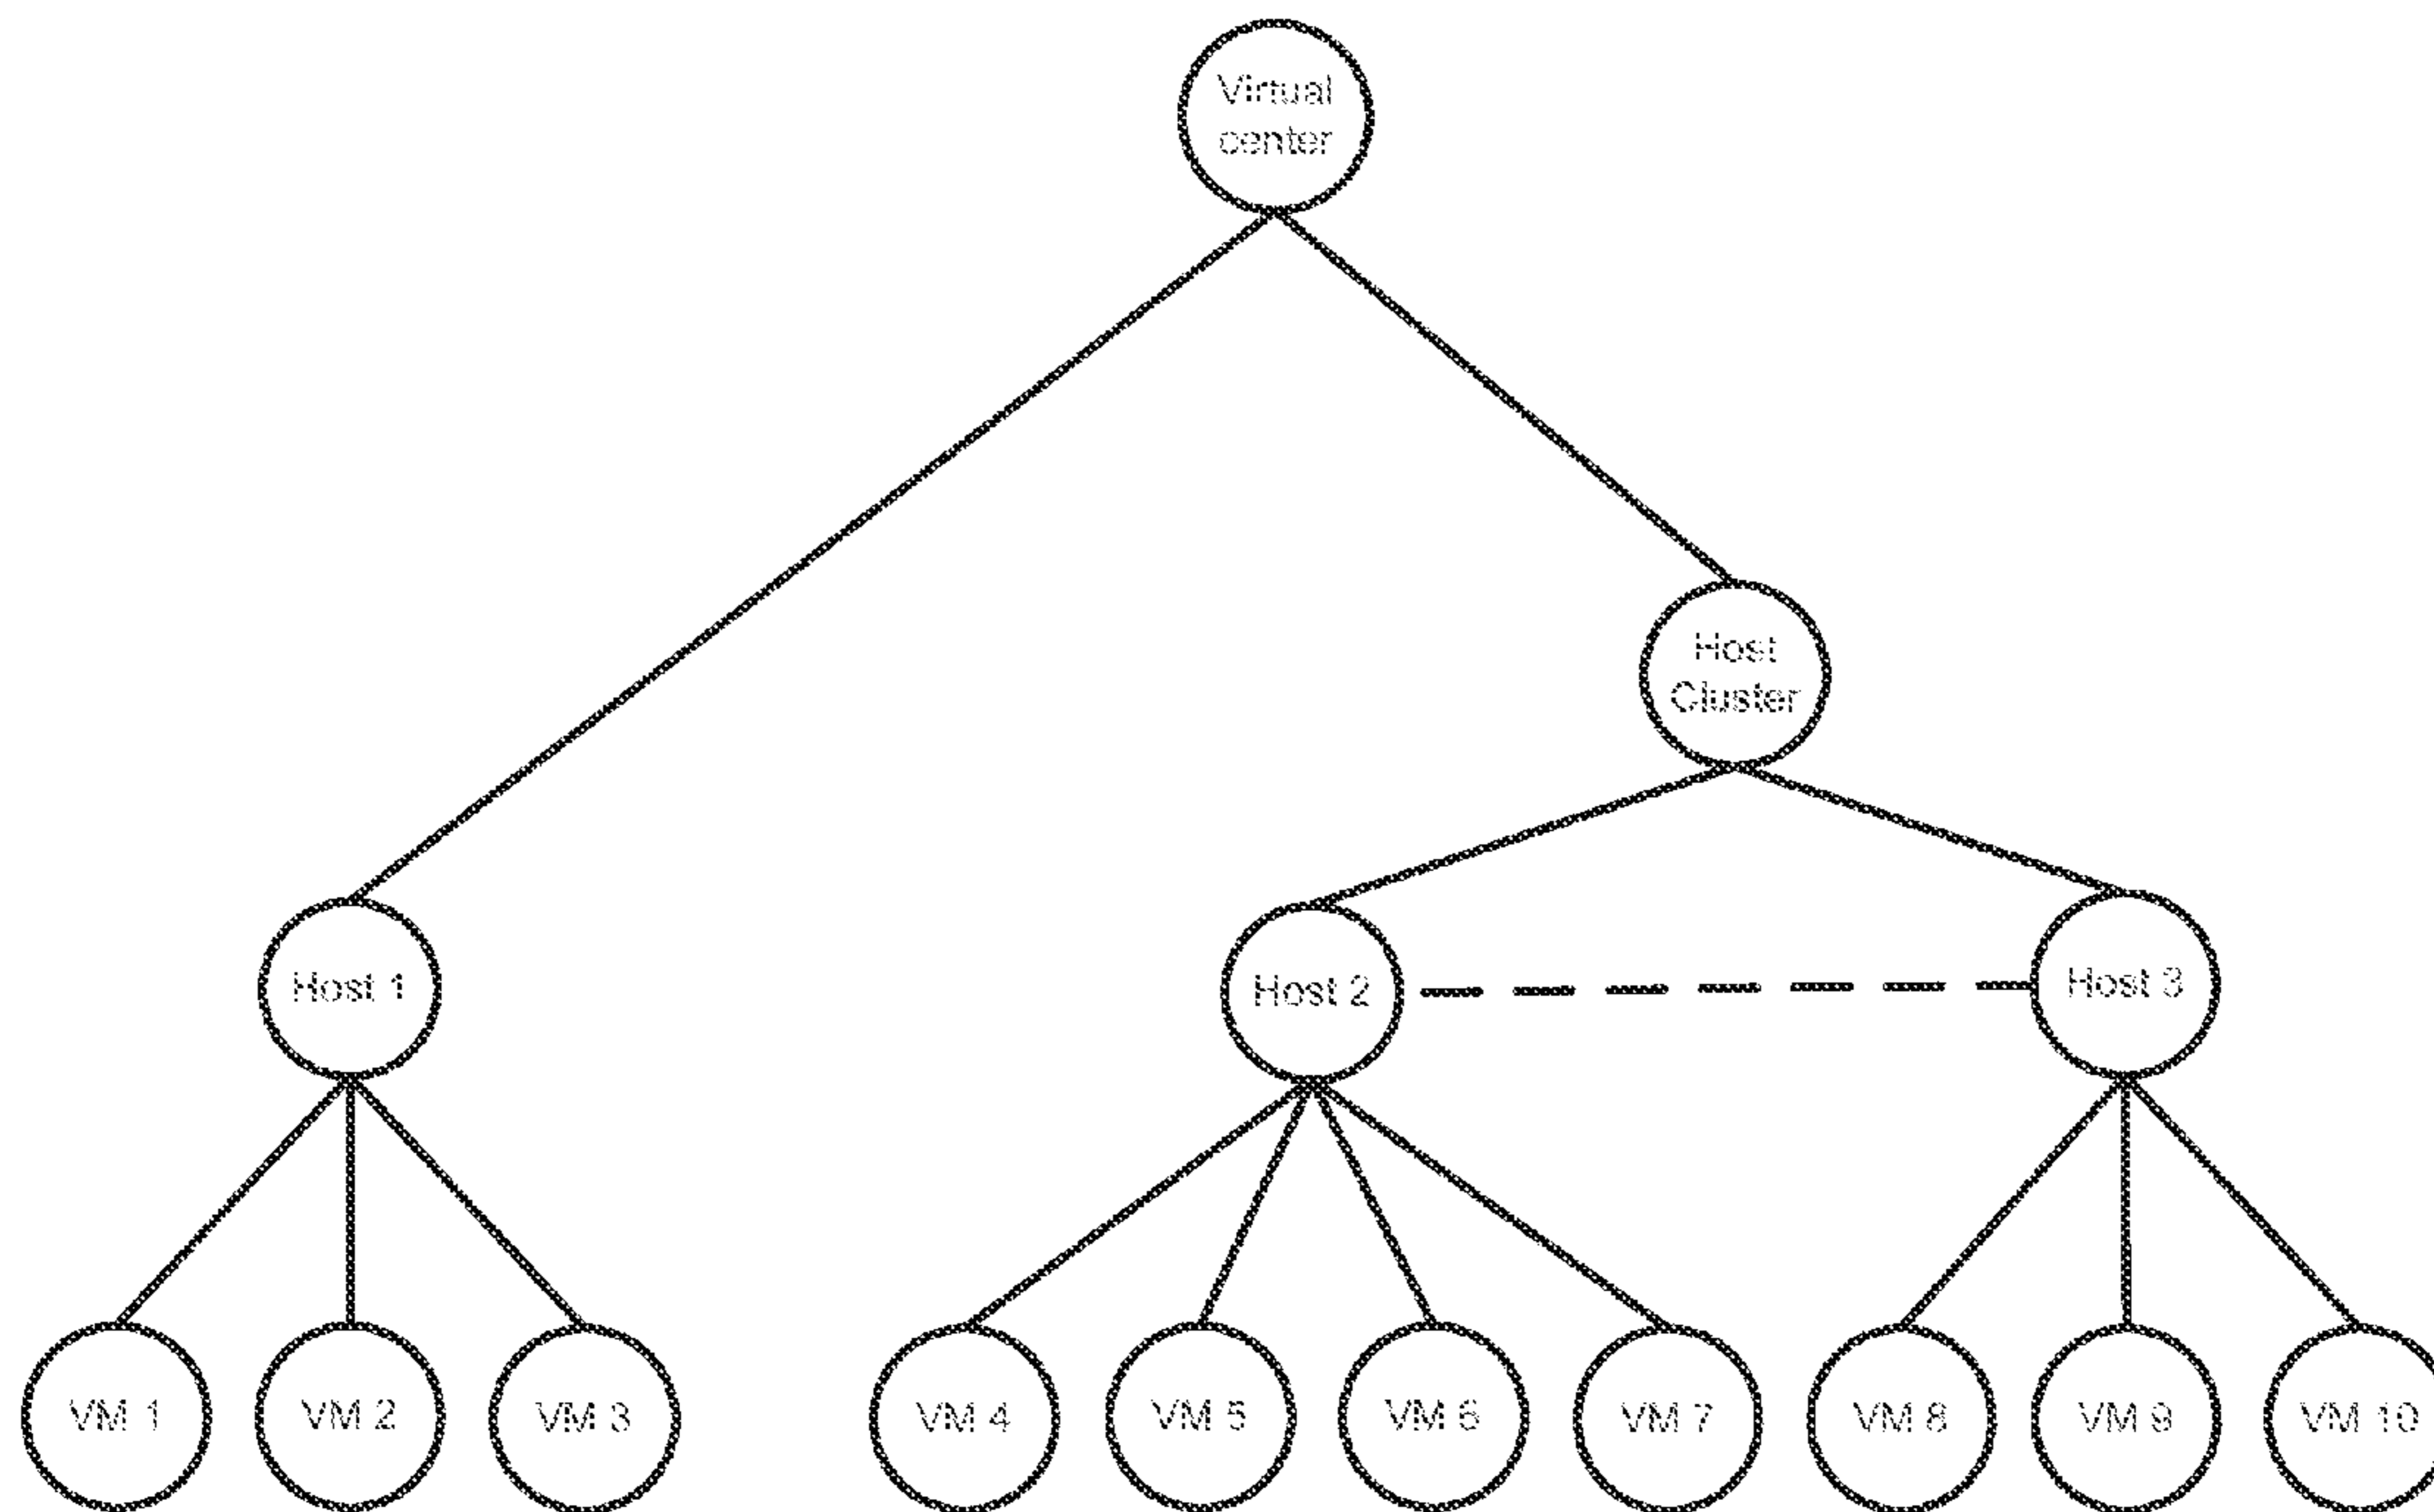 Virtual
center
Host
Cluster
Host 1
Host 2
Host 3
VM 1
VM 2
VM 3
VM 4
VM 5
VM 6
VM 7
VM 8
VM 9
VM 10